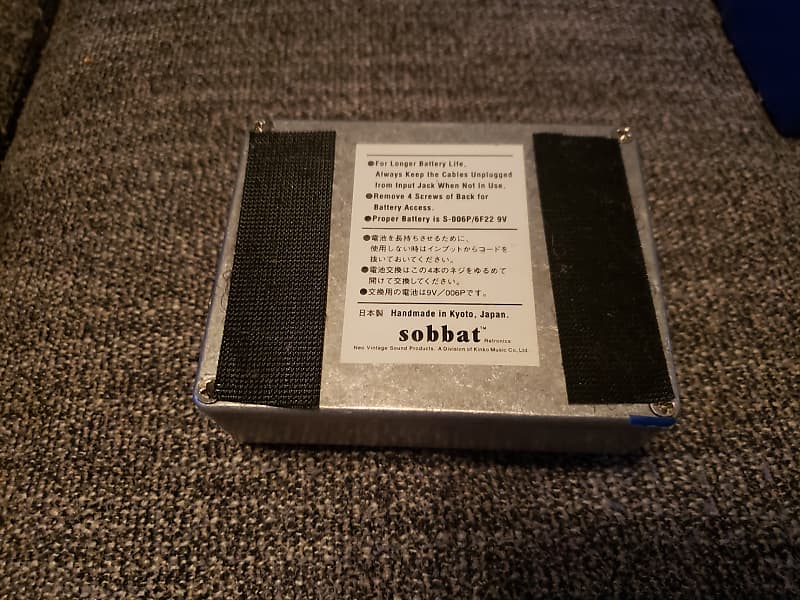 ●For Longer Battery Life,
Always Keep the Cables Unplugged
from Input Jack When Not in Use.
●Remove 4 Screws of Back for
Battery Access.
●Proper Battery is S-006P/6F22 9V
●電池を長持ちさせるために、
使用しない時はインプットからコードを
抜いておいてください。
●電池交換はこの4本のネジをゆるめて
開けて交換してください。
●交換用の電池は9V/006Pです。
日本製 Handmade in Kyoto, Japan.
sobbat™ Retronics
Neo Vintage Sound Products. A Division of Kinko Music Co,.Ltd